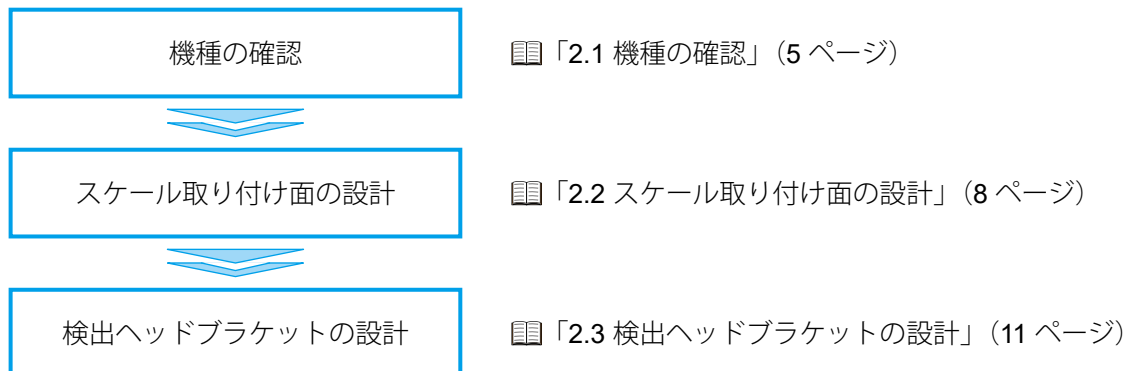 機種の確認 「2.1 機種の確認」（5 ページ）
スケール取り付け面の設計 「2.2 スケール取り付け面の設計」（8 ページ）
検出ヘッドブラケットの設計 「2.3 検出ヘッドブラケットの設計」（11 ページ）